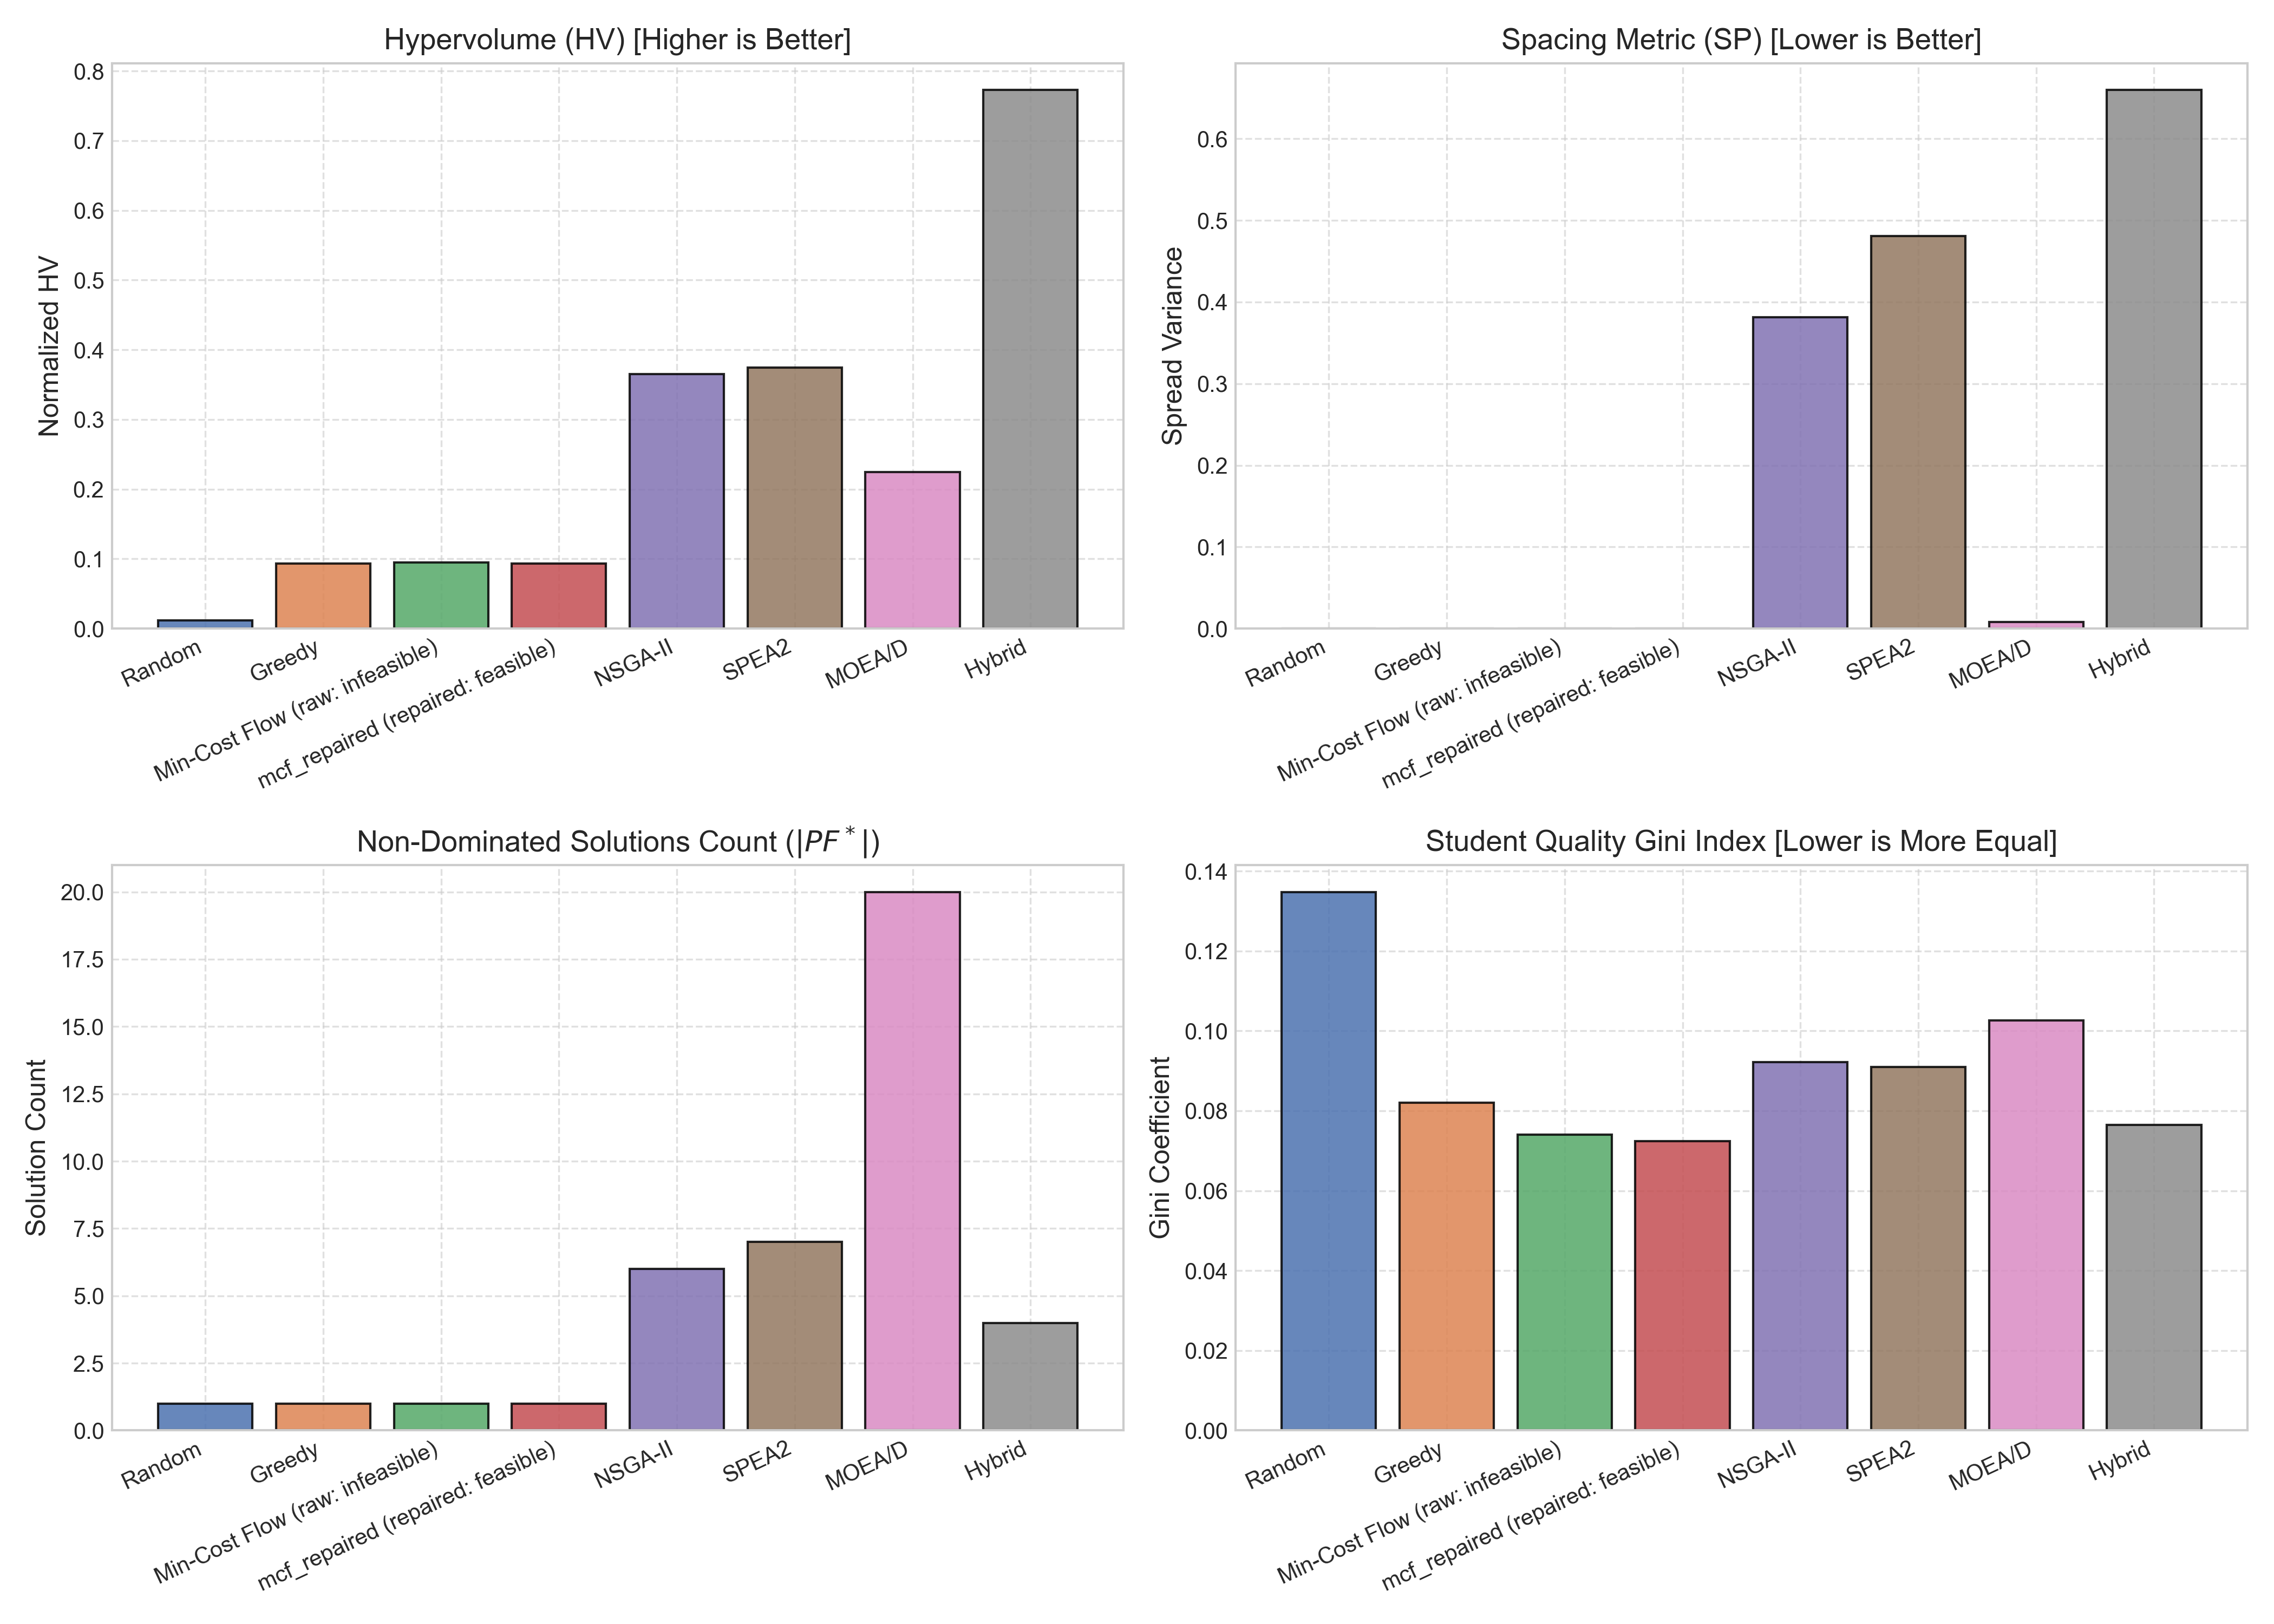 Hypervolume (HV) [Higher is Better]
Normalized HV
0.8
0.7
0.6
0.5
0.4
0.3
0.2
0.1
0.0
Random
Greedy
Min-Cost Flow (raw: infeasible)
mcf_repaired (repaired: feasible)
NSGA-II
SPEA2
MOEA/D
Hybrid
Spacing Metric (SP) [Lower is Better]
Spread Variance
0.6
0.5
0.4
0.3
0.2
0.1
0.0
Random
Greedy
Min-Cost Flow (raw: infeasible)
mcf_repaired (repaired: feasible)
NSGA-II
SPEA2
MOEA/D
Hybrid
Non-Dominated Solutions Count (|PF*|)
Solution Count
20.0
17.5
15.0
12.5
10.0
7.5
5.0
2.5
0.0
Random
Greedy
Min-Cost Flow (raw: infeasible)
mcf_repaired (repaired: feasible)
NSGA-II
SPEA2
MOEA/D
Hybrid
Student Quality Gini Index [Lower is More Equal]
Gini Coefficient
0.14
0.12
0.10
0.08
0.06
0.04
0.02
0.00
Random
Greedy
Min-Cost Flow (raw: infeasible)
mcf_repaired (repaired: feasible)
NSGA-II
SPEA2
MOEA/D
Hybrid